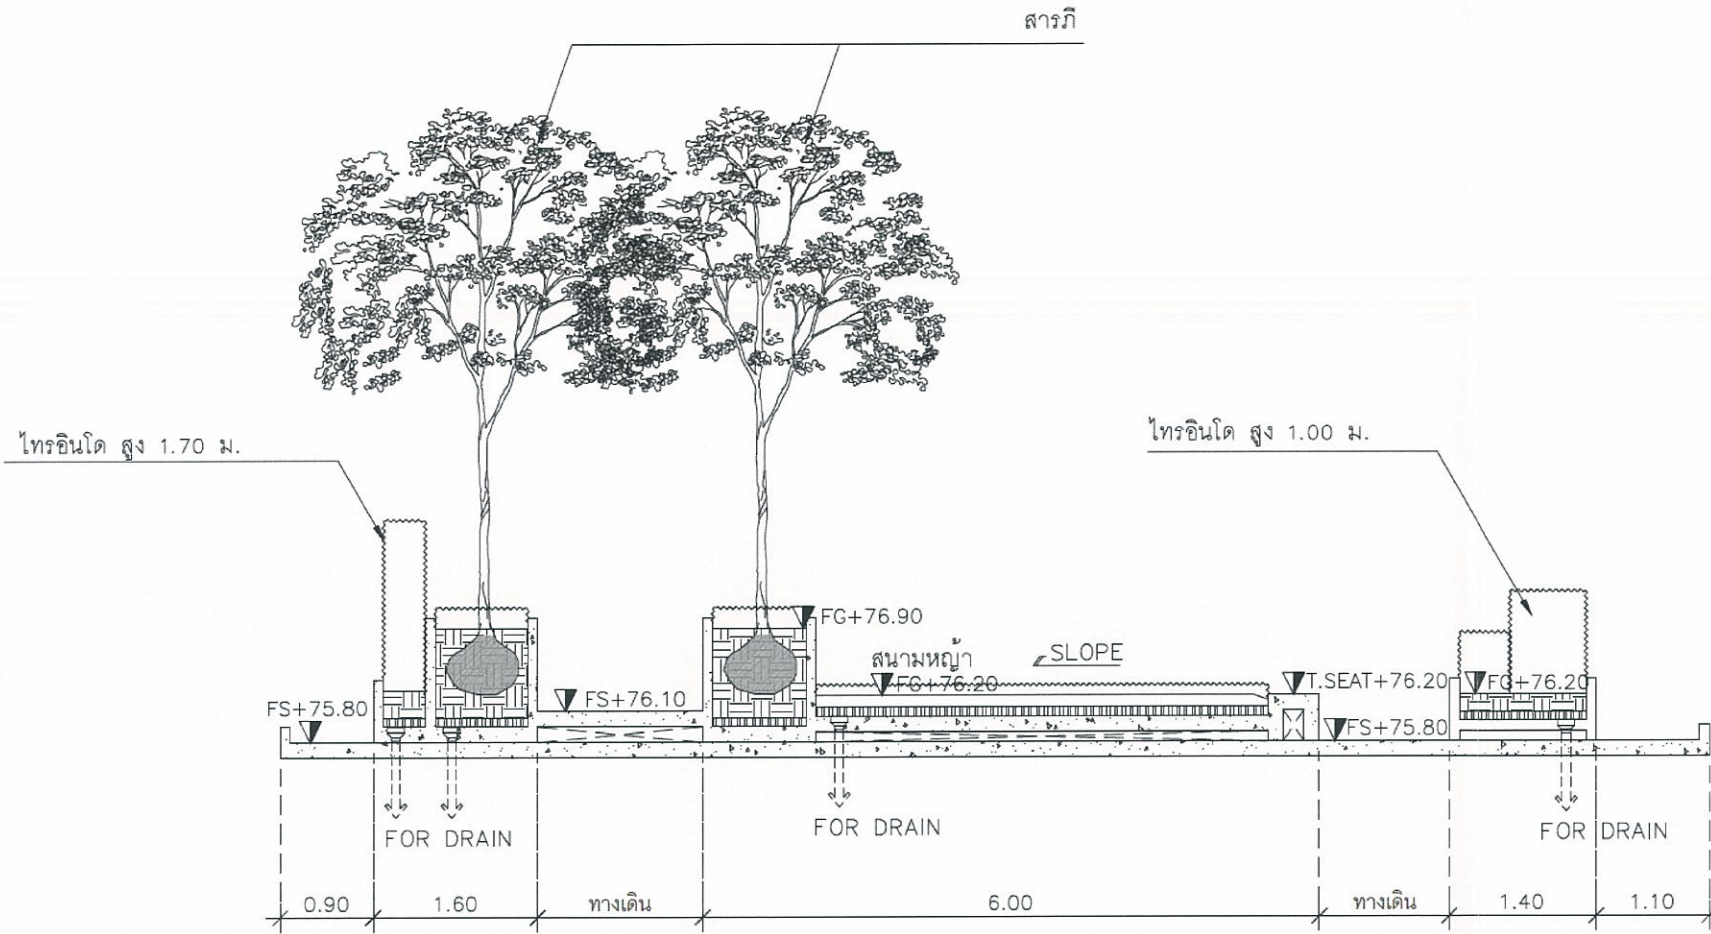 สารภี
ไทรอินโด สูง 1.70 ม.
ไทรอินโด สูง 1.00 ม.
FG+76.90
สนามหญ้า
SLOPE
FS+75.80
FS+76.10
FG+76.20
T.SEAT+76.20
FG+76.20
FS+75.80
FOR DRAIN
FOR DRAIN
FOR DRAIN
0.90
1.60
ทางเดิน
6.00
ทางเดิน
1.40
1.10